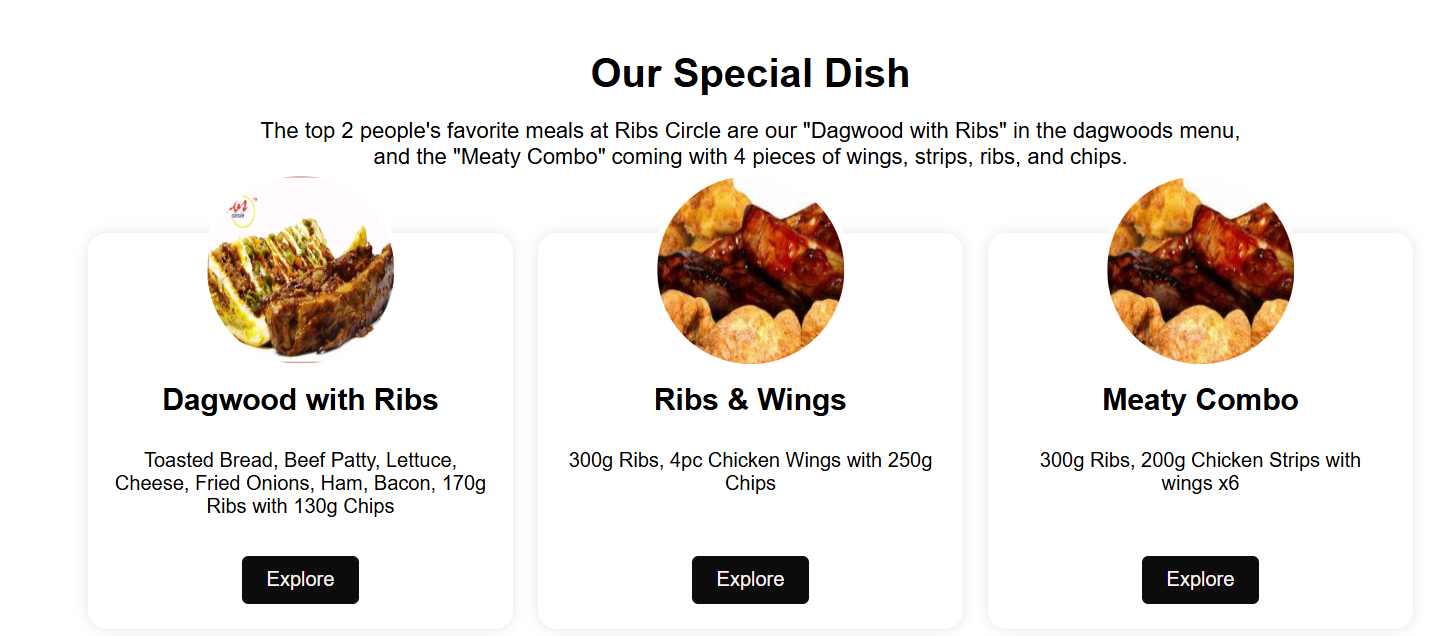 Our Special Dish
The top 2 people's favorite meals at Ribs Circle are our "Dagwood with Ribs" in the dagwoods menu,
and the "Meaty Combo" coming with 4 pieces of wings, strips, ribs, and chips.
circle
Dagwood with Ribs
Toasted Bread, Beef Patty, Lettuce,
Cheese, Fried Onions, Ham, Bacon, 170g
Ribs with 130g Chips
Explore
Ribs & Wings
300g Ribs, 4pc Chicken Wings with 250g
Chips
Explore
Meaty Combo
300g Ribs, 200g Chicken Strips with
wings x6
Explore